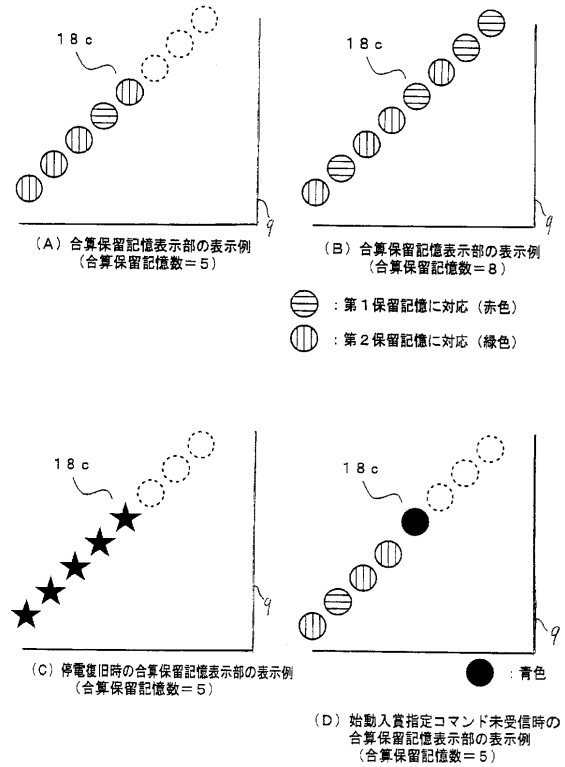 18c
9
(A)合算保留記憶表示部の表示例
(合算保留記憶数=5)
18c
9
(B)合算保留記憶表示部の表示例
(合算保留記憶数=8)
:第1保留記憶に対応(赤色)
:第2保留記憶に対応(緑色)
18c
9
(C)停電復旧時の合算保留記憶表示部の表示例
(合算保留記憶数=5)
18c
9
:青色
(D)始動入賞指定コマンド未受信時の
合算保留記憶表示部の表示例
(合算保留記憶数=5)